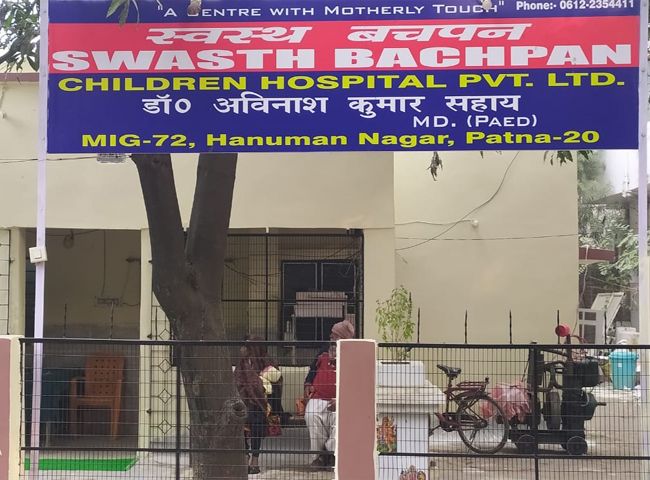 "A Centre with Motherly Touch" Phone:- 0612-2354411
स्वस्थ बचपन
SWASTH BACHPAN
CHILDREN HOSPITAL PVT. LTD.
डॉ० अविनाश कुमार सहाय
MD. (PAED)
MIG-72, Hanuman Nagar, Patna-20